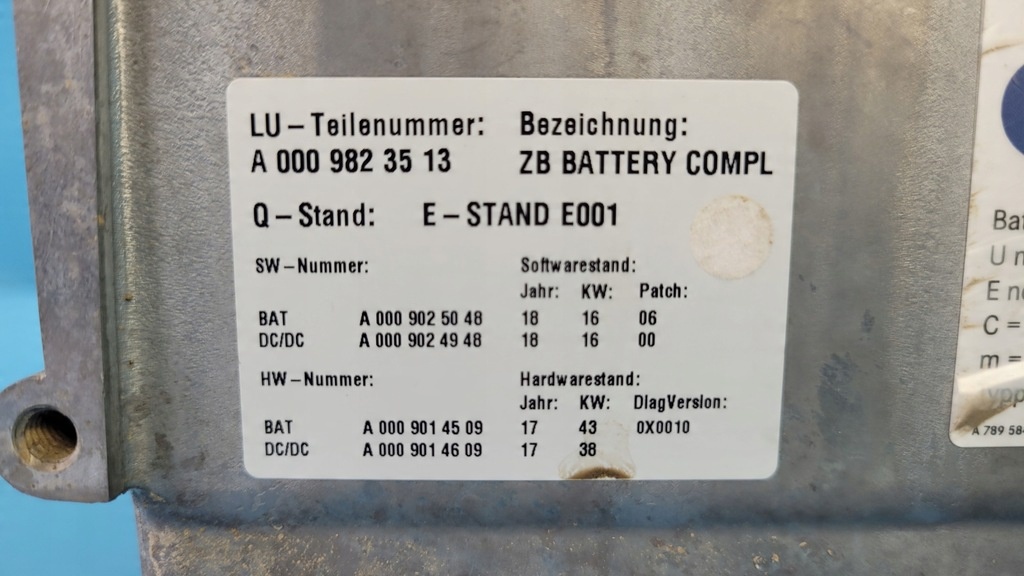 LU – Teilenummer: Bezeichnung:
A 000 982 35 13 ZB BATTERY COMPL
Q – Stand: E – STAND E001
SW – Nummer: Softwarestand:
Jahr: KW: Patch:
BAT A 000 902 50 48 18 16 06
DC/DC A 000 902 49 48 18 16 00
HW – Nummer: Hardwarestand:
Jahr: KW: DiagVersion:
BAT A 000 901 45 09 17 43 0X0010
DC/DC A 000 901 46 09 17 38
C =
m =
A 789 58